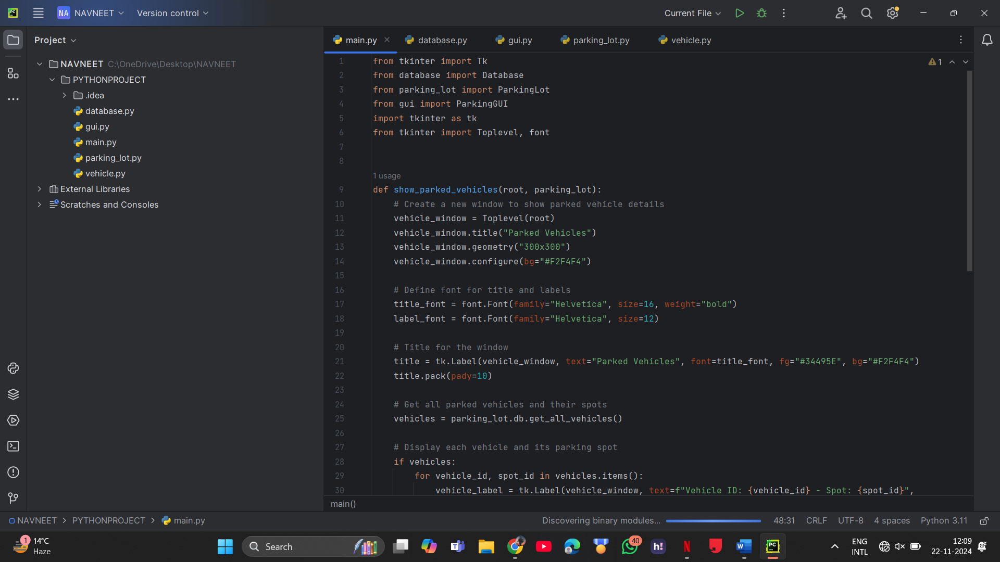 PC
NA NAVNEET
Version control
Current File
Project
NAVNEET C:\OneDrive\Desktop\NAVNEET
PYTHONPROJECT
.idea
database.py
gui.py
main.py
parking_lot.py
vehicle.py
External Libraries
Scratches and Consoles
main.py
database.py
gui.py
parking_lot.py
vehicle.py
1
1 from tkinter import Tk
2 from database import Database
3 from parking_lot import ParkingLot
4 from gui import ParkingGUI
5 import tkinter as tk
6 from tkinter import Toplevel, font
7
8
1 usage
9 def show_parked_vehicles(root, parking_lot):
10 # Create a new window to show parked vehicle details
11 vehicle_window = Toplevel(root)
12 vehicle_window.title("Parked Vehicles")
13 vehicle_window.geometry("300x300")
14 vehicle_window.configure(bg="#F2F4F4")
15
16 # Define font for title and labels
17 title_font = font.Font(family="Helvetica", size=16, weight="bold")
18 label_font = font.Font(family="Helvetica", size=12)
19
20 # Title for the window
21 title = tk.Label(vehicle_window, text="Parked Vehicles", font=title_font, fg="#34495E", bg="#F2F4F4")
22 title.pack(pady=10)
23
24 # Get all parked vehicles and their spots
25 vehicles = parking_lot.db.get_all_vehicles()
26
27 # Display each vehicle and its parking spot
28 if vehicles:
29 for vehicle_id, spot_id in vehicles.items():
30 vehicle_label = tk.Label(vehicle_window, text=f"Vehicle ID: {vehicle_id} - Spot: {spot_id}",
main()
NAVNEET > PYTHONPROJECT > main.py
Discovering binary modules...
48:31 CRLF UTF-8 4 spaces Python 3.11
1
14°C
Haze
Search
T
40
h!
N
W
PC
ENG
INTL
12:09
22-11-2024